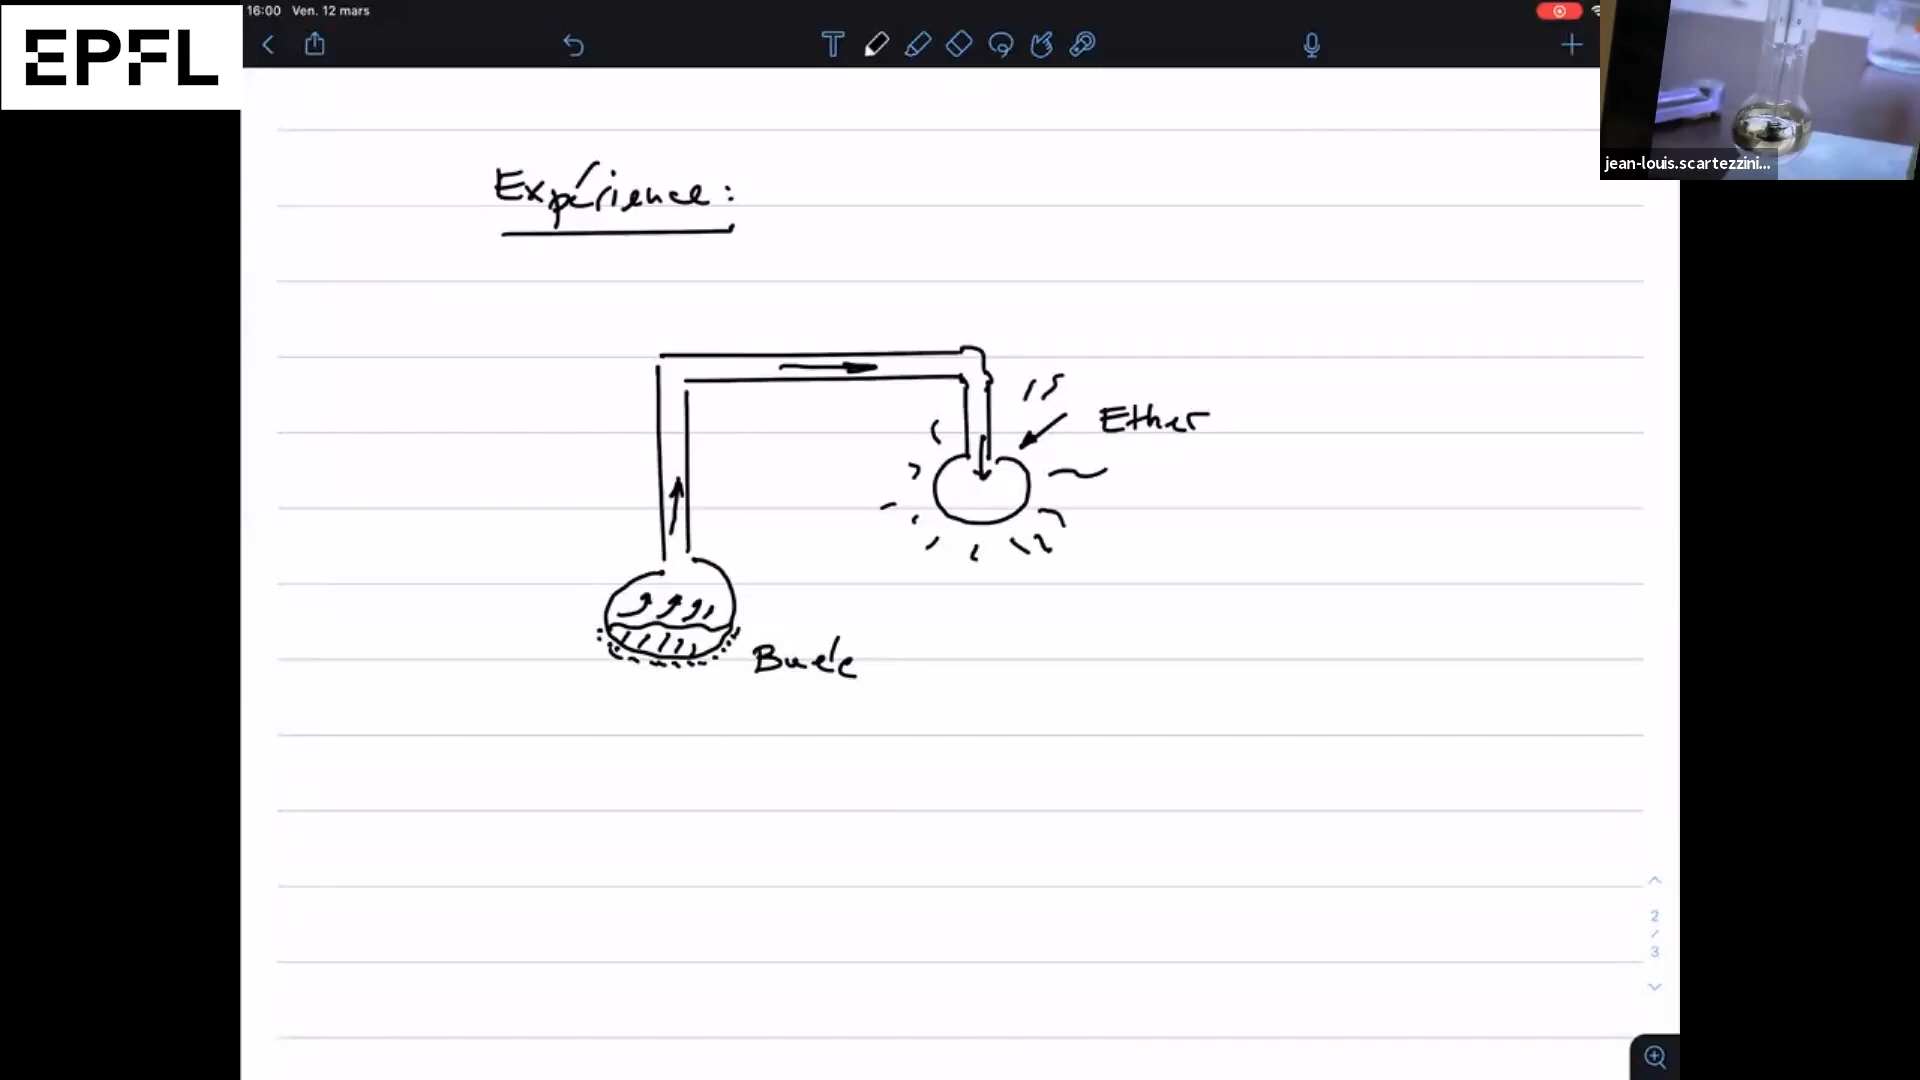 EPFL
16:00 Ven. 12 mars
jean-louis.scartezzini...
Expérience:
Ether
Buée
2
/
3